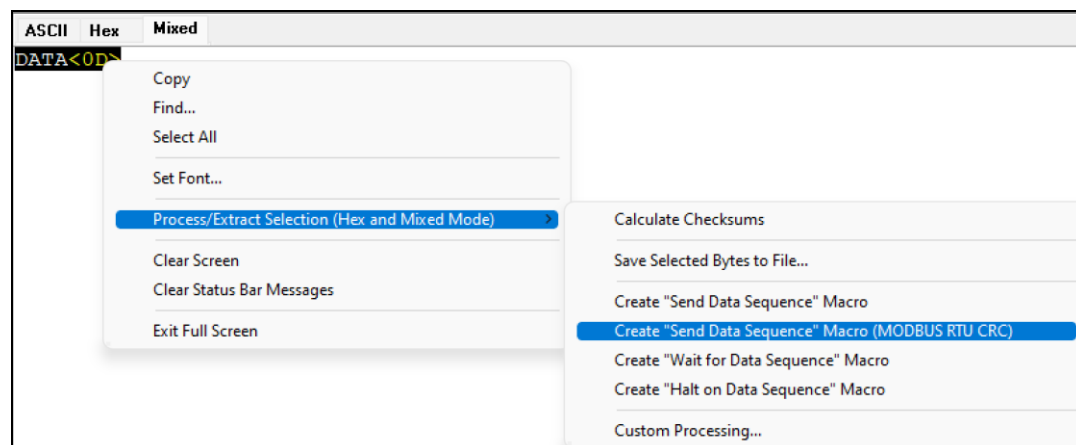 ASCII Hex Mixed
DATA<0D>
Copy
Find...
Select All
Set Font...
Process/Extract Selection (Hex and Mixed Mode)
Clear Screen
Clear Status Bar Messages
Exit Full Screen
Calculate Checksums
Save Selected Bytes to File...
Create "Send Data Sequence" Macro
Create "Send Data Sequence" Macro (MODBUS RTU CRC)
Create "Wait for Data Sequence" Macro
Create "Halt on Data Sequence" Macro
Custom Processing...